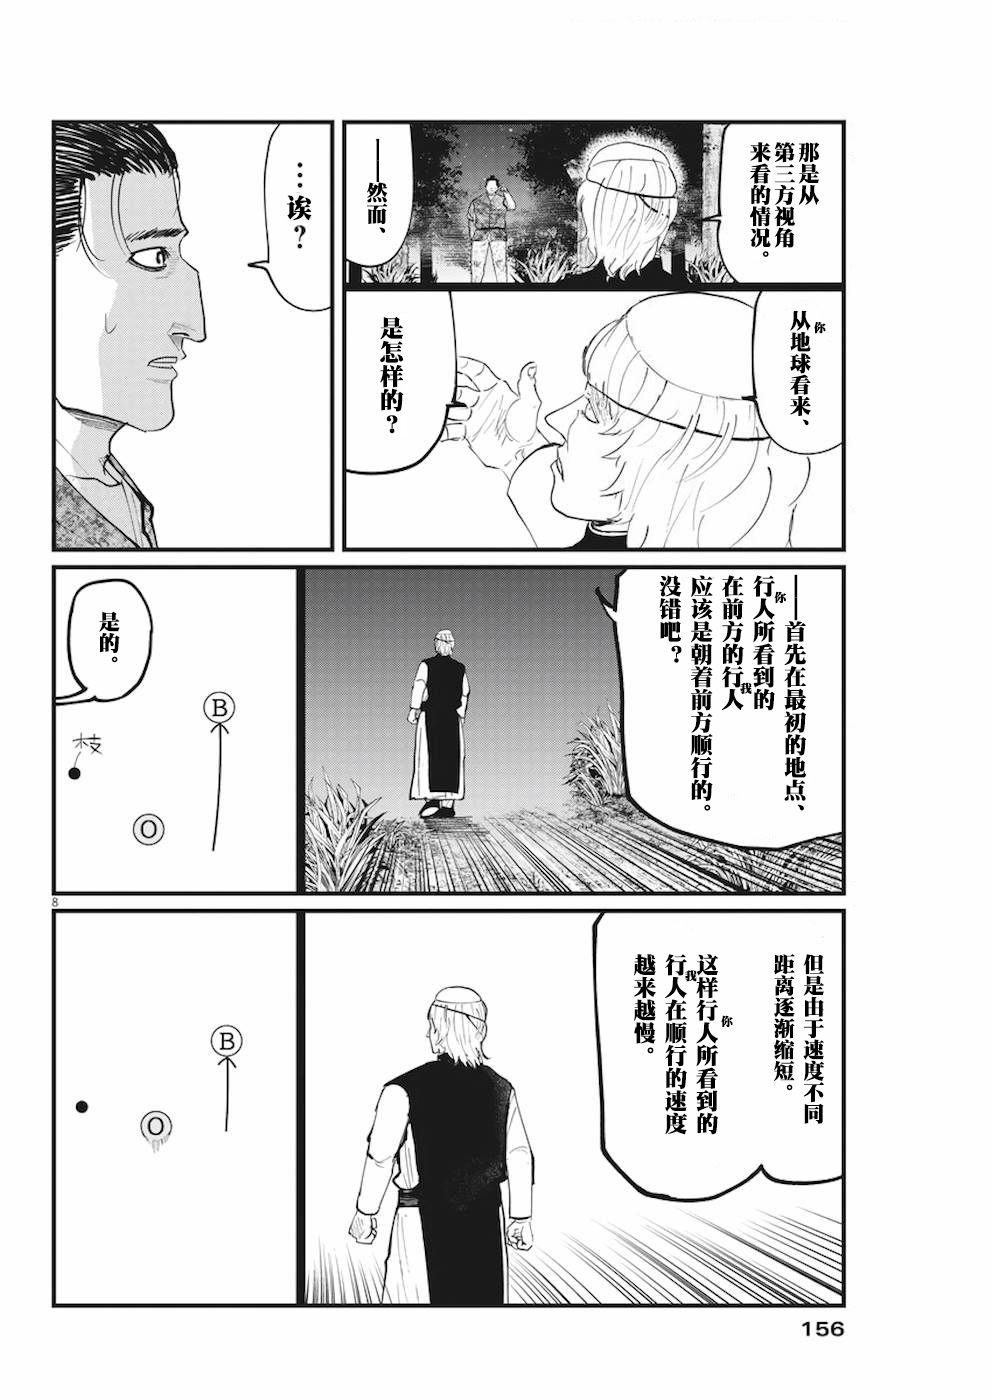 那是从
第三方视角
来看的情况。
——然而、
从地球看来、
你
是怎样的？
…诶？
——首先在最初的地点、
行人所看到的
你
在前方的行人
我
应该是朝着前方顺行的。
没错吧？
是的。
B
枝
O
8
但是由于速度不同
距离逐渐缩短。
这样行人所看到的
你
行人在顺行的速度
我
越来越慢。
B
O
156